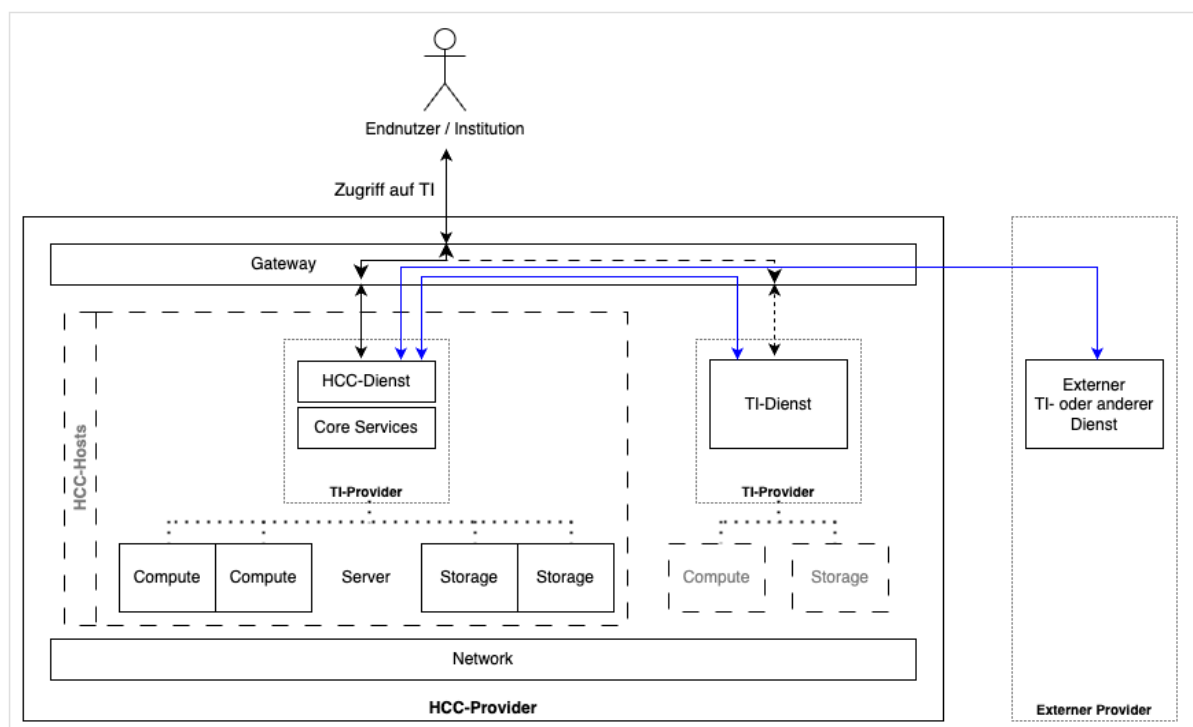 Endnutzer / Institution
Zugriff auf TI
Gateway
HCC-Hosts
HCC-Dienst
Core Services
TI-Provider
TI-Dienst
TI-Provider
Externer
TI- oder anderer
Dienst
Compute
Compute
Server
Storage
Storage
Compute
Storage
Network
HCC-Provider
Externer Provider